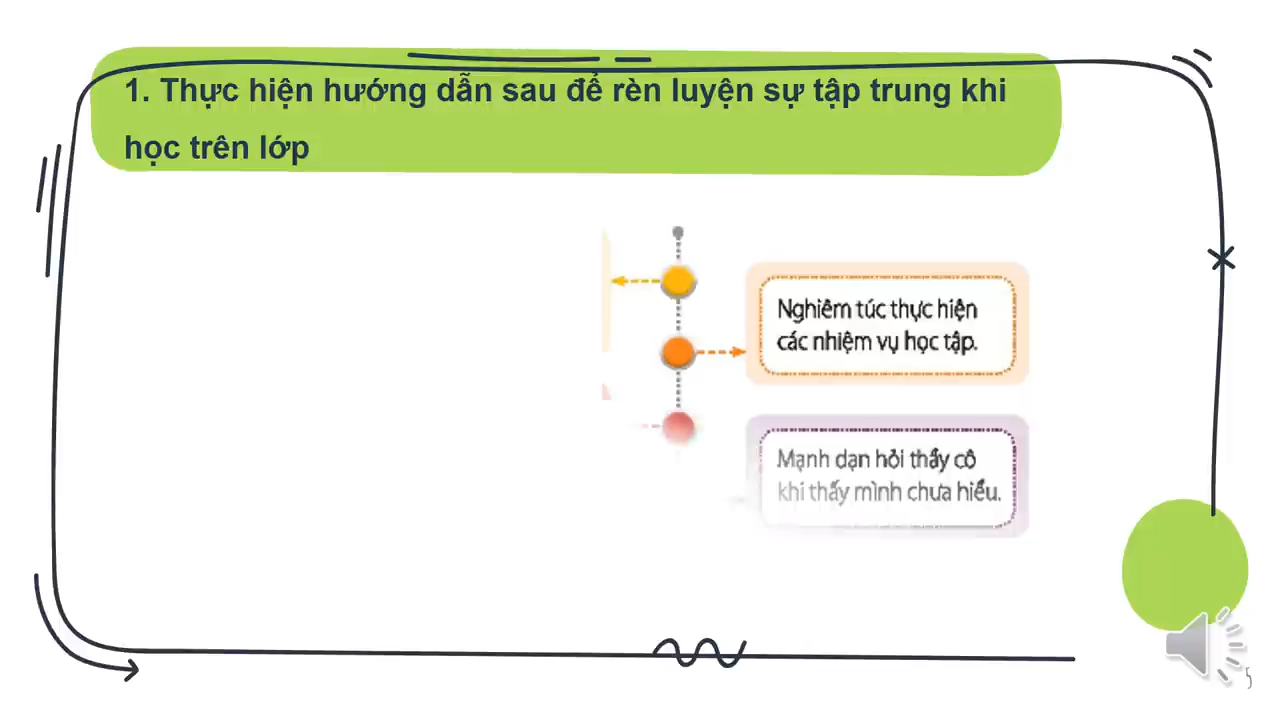 1. Thực hiện hướng dẫn sau để rèn luyện sự tập trung khi
học trên lớp
Nghiêm túc thực hiện
các nhiệm vụ học tập.
Mạnh dạn hỏi thầy cô
khi thấy mình chưa hiểu.
5